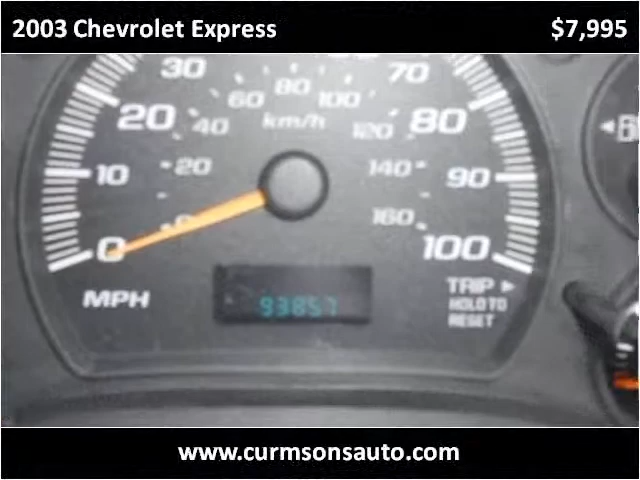 2003 Chevrolet Express $7,995
30 70
80
60 100
20 40 120 80
km/h
10 20 140 90
0 0 160 100
MPH TRIP
93857 HOLD TO
RESET
www.curmsonsauto.com